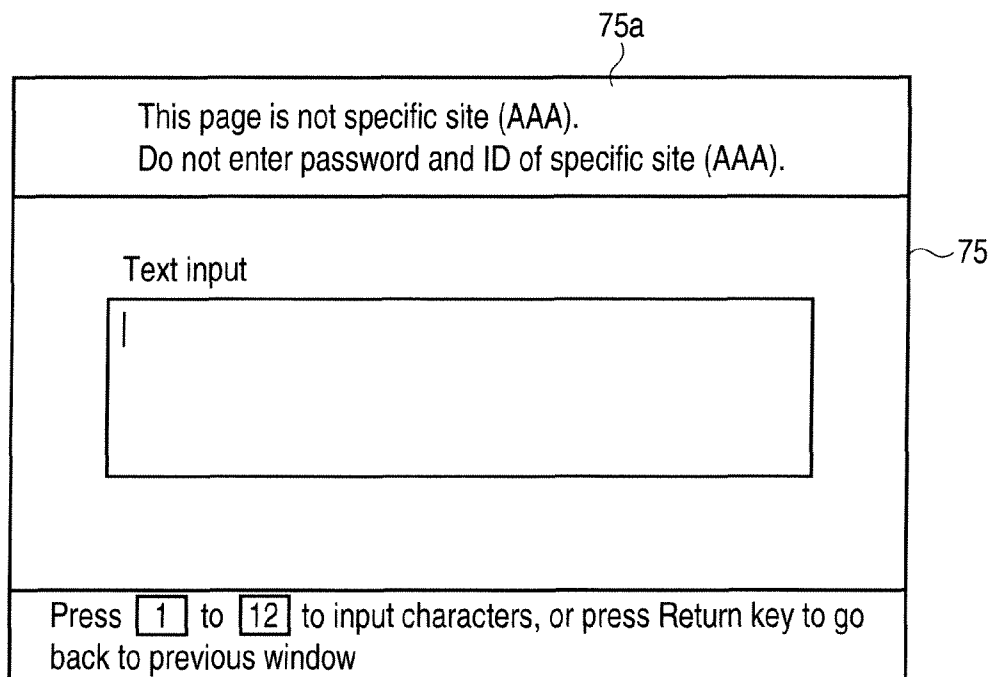 75a
This page is not specific site (AAA).
Do not enter password and ID of specific site (AAA).
75
Text input
Press 1 to 12 to input characters, or press Return key to go
back to previous window